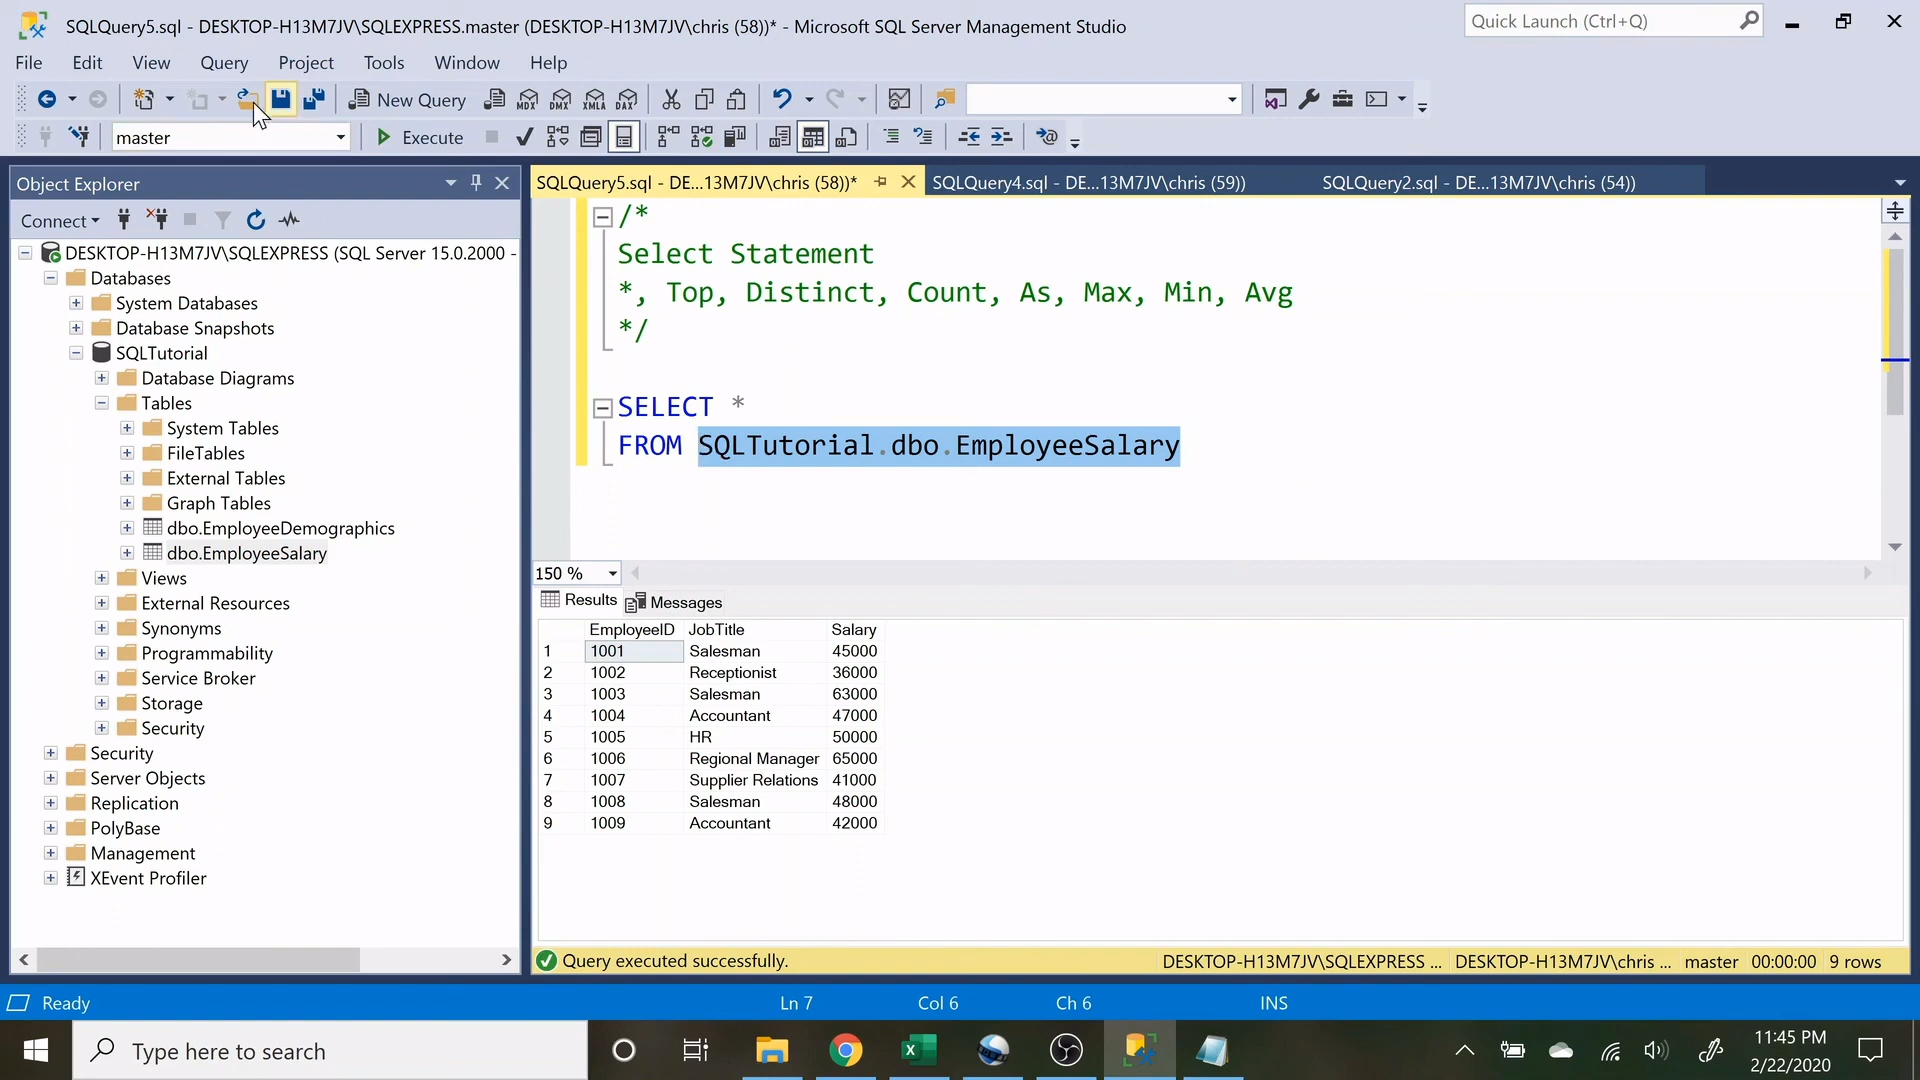 SQLQuery5.sql - DESKTOP-H13M7JV\SQLEXPRESS.master (DESKTOP-H13M7JV\chris (58))* - Microsoft SQL Server Management Studio
Quick Launch (Ctrl+Q)
File Edit View Query Project Tools Window Help
New Query MDX DMX XMLA DAX
master Execute
Object Explorer
SQLQuery5.sql - DE...13M7JV\chris (58))* SQLQuery4.sql - DE...13M7JV\chris (59)) SQLQuery2.sql - DE...13M7JV\chris (54))
Connect
DESKTOP-H13M7JV\SQLEXPRESS (SQL Server 15.0.2000 -
Databases
System Databases
Database Snapshots
SQLTutorial
Database Diagrams
Tables
System Tables
FileTables
External Tables
Graph Tables
dbo.EmployeeDemographics
dbo.EmployeeSalary
Views
External Resources
Synonyms
Programmability
Service Broker
Storage
Security
Security
Server Objects
Replication
PolyBase
Management
XEvent Profiler
/*
Select Statement
*, Top, Distinct, Count, As, Max, Min, Avg
*/
SELECT *
FROM SQLTutorial.dbo.EmployeeSalary
150 %
Results Messages
EmployeeID JobTitle Salary
1 1001 Salesman 45000
2 1002 Receptionist 36000
3 1003 Salesman 63000
4 1004 Accountant 47000
5 1005 HR 50000
6 1006 Regional Manager 65000
7 1007 Supplier Relations 41000
8 1008 Salesman 48000
9 1009 Accountant 42000
Query executed successfully. DESKTOP-H13M7JV\SQLEXPRESS ... DESKTOP-H13M7JV\chris ... master 00:00:00 9 rows
Ready Ln 7 Col 6 Ch 6 INS
Type here to search
11:45 PM
2/22/2020